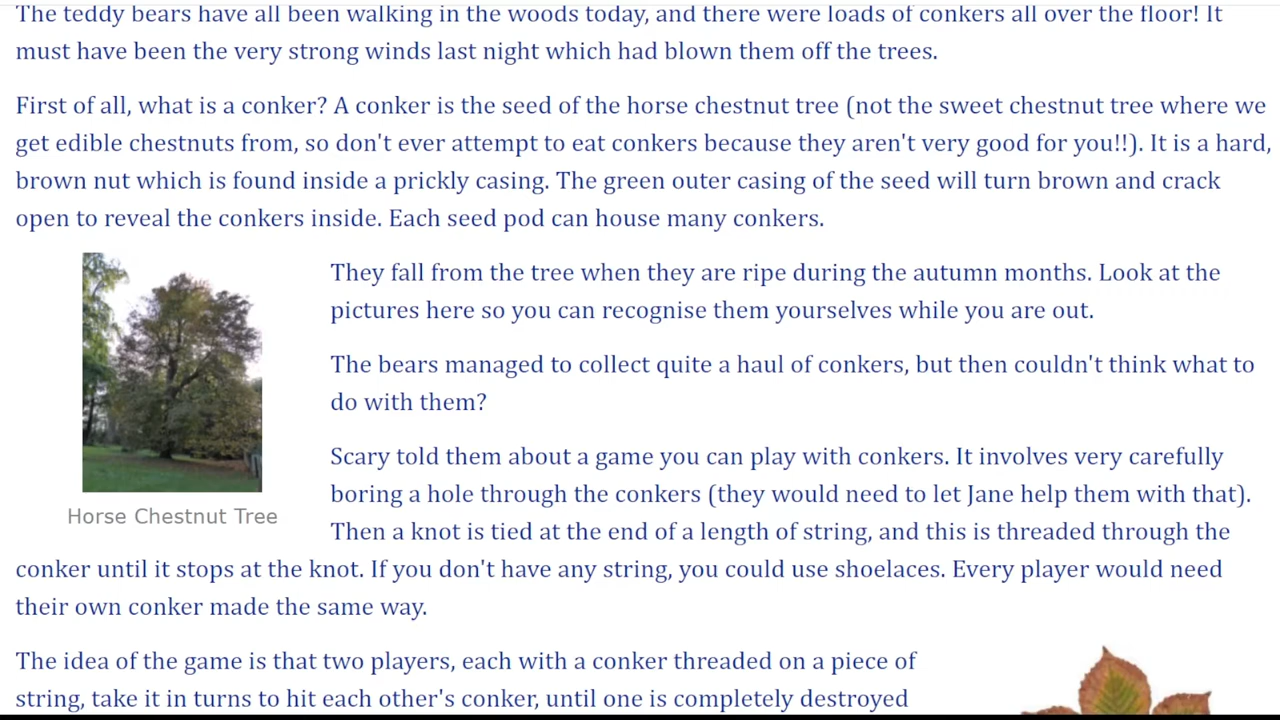 The teddy bears have all been walking in the woods today, and there were loads of conkers all over the floor! It
must have been the very strong winds last night which had blown them off the trees.
First of all, what is a conker? A conker is the seed of the horse chestnut tree (not the sweet chestnut tree where we
get edible chestnuts from, so don't ever attempt to eat conkers because they aren't very good for you!!). It is a hard,
brown nut which is found inside a prickly casing. The green outer casing of the seed will turn brown and crack
open to reveal the conkers inside. Each seed pod can house many conkers.
They fall from the tree when they are ripe during the autumn months. Look at the
pictures here so you can recognise them yourselves while you are out.
The bears managed to collect quite a haul of conkers, but then couldn't think what to
do with them?
Horse Chestnut Tree
Scary told them about a game you can play with conkers. It involves very carefully
boring a hole through the conkers (they would need to let Jane help them with that).
Then a knot is tied at the end of a length of string, and this is threaded through the
conker until it stops at the knot. If you don't have any string, you could use shoelaces. Every player would need
their own conker made the same way.
The idea of the game is that two players, each with a conker threaded on a piece of
string, take it in turns to hit each other's conker, until one is completely destroyed